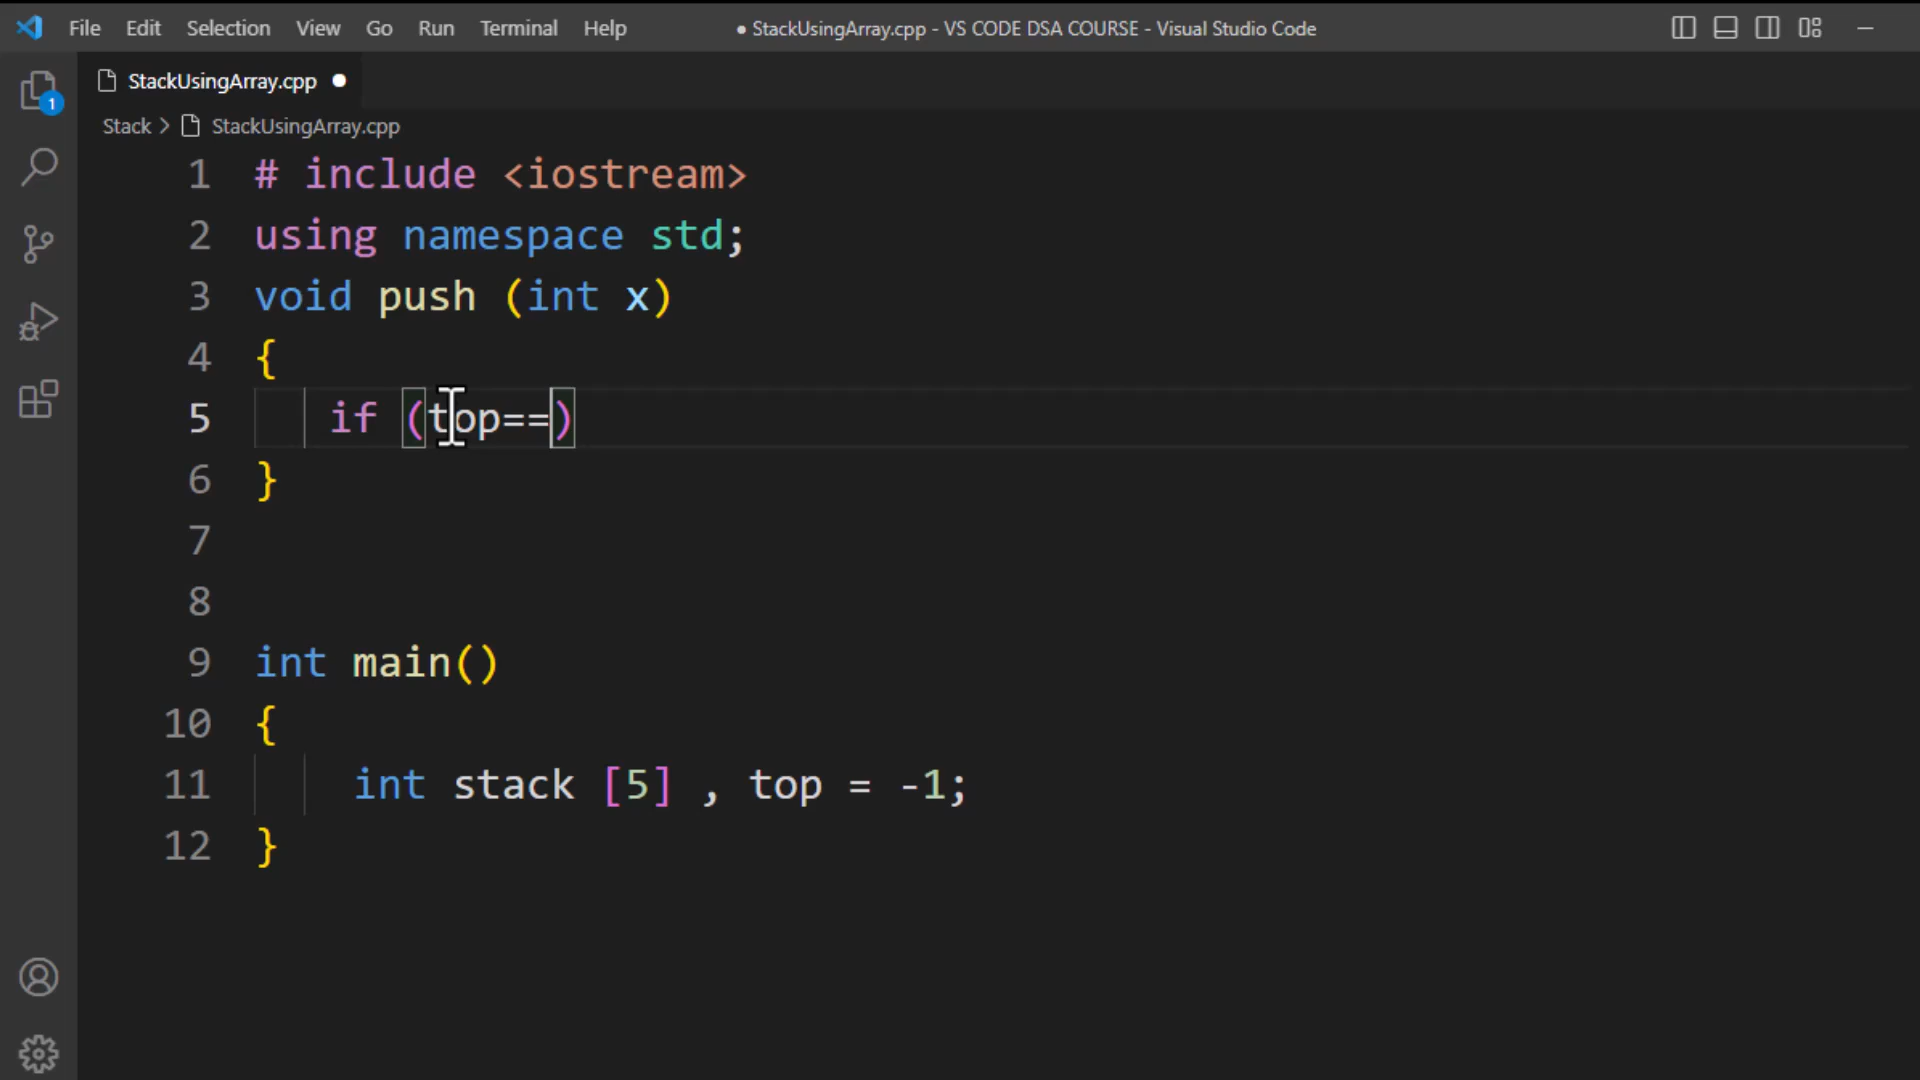 File Edit Selection View Go Run Terminal Help ● StackUsingArray.cpp - VS CODE DSA COURSE - Visual Studio Code
1 StackUsingArray.cpp ●
Stack > StackUsingArray.cpp
1 # include <iostream>
2 using namespace std;
3 void push (int x)
4 {
5 if (top==)
6 }
7
8
9 int main()
10 {
11 int stack [5] , top = -1;
12 }